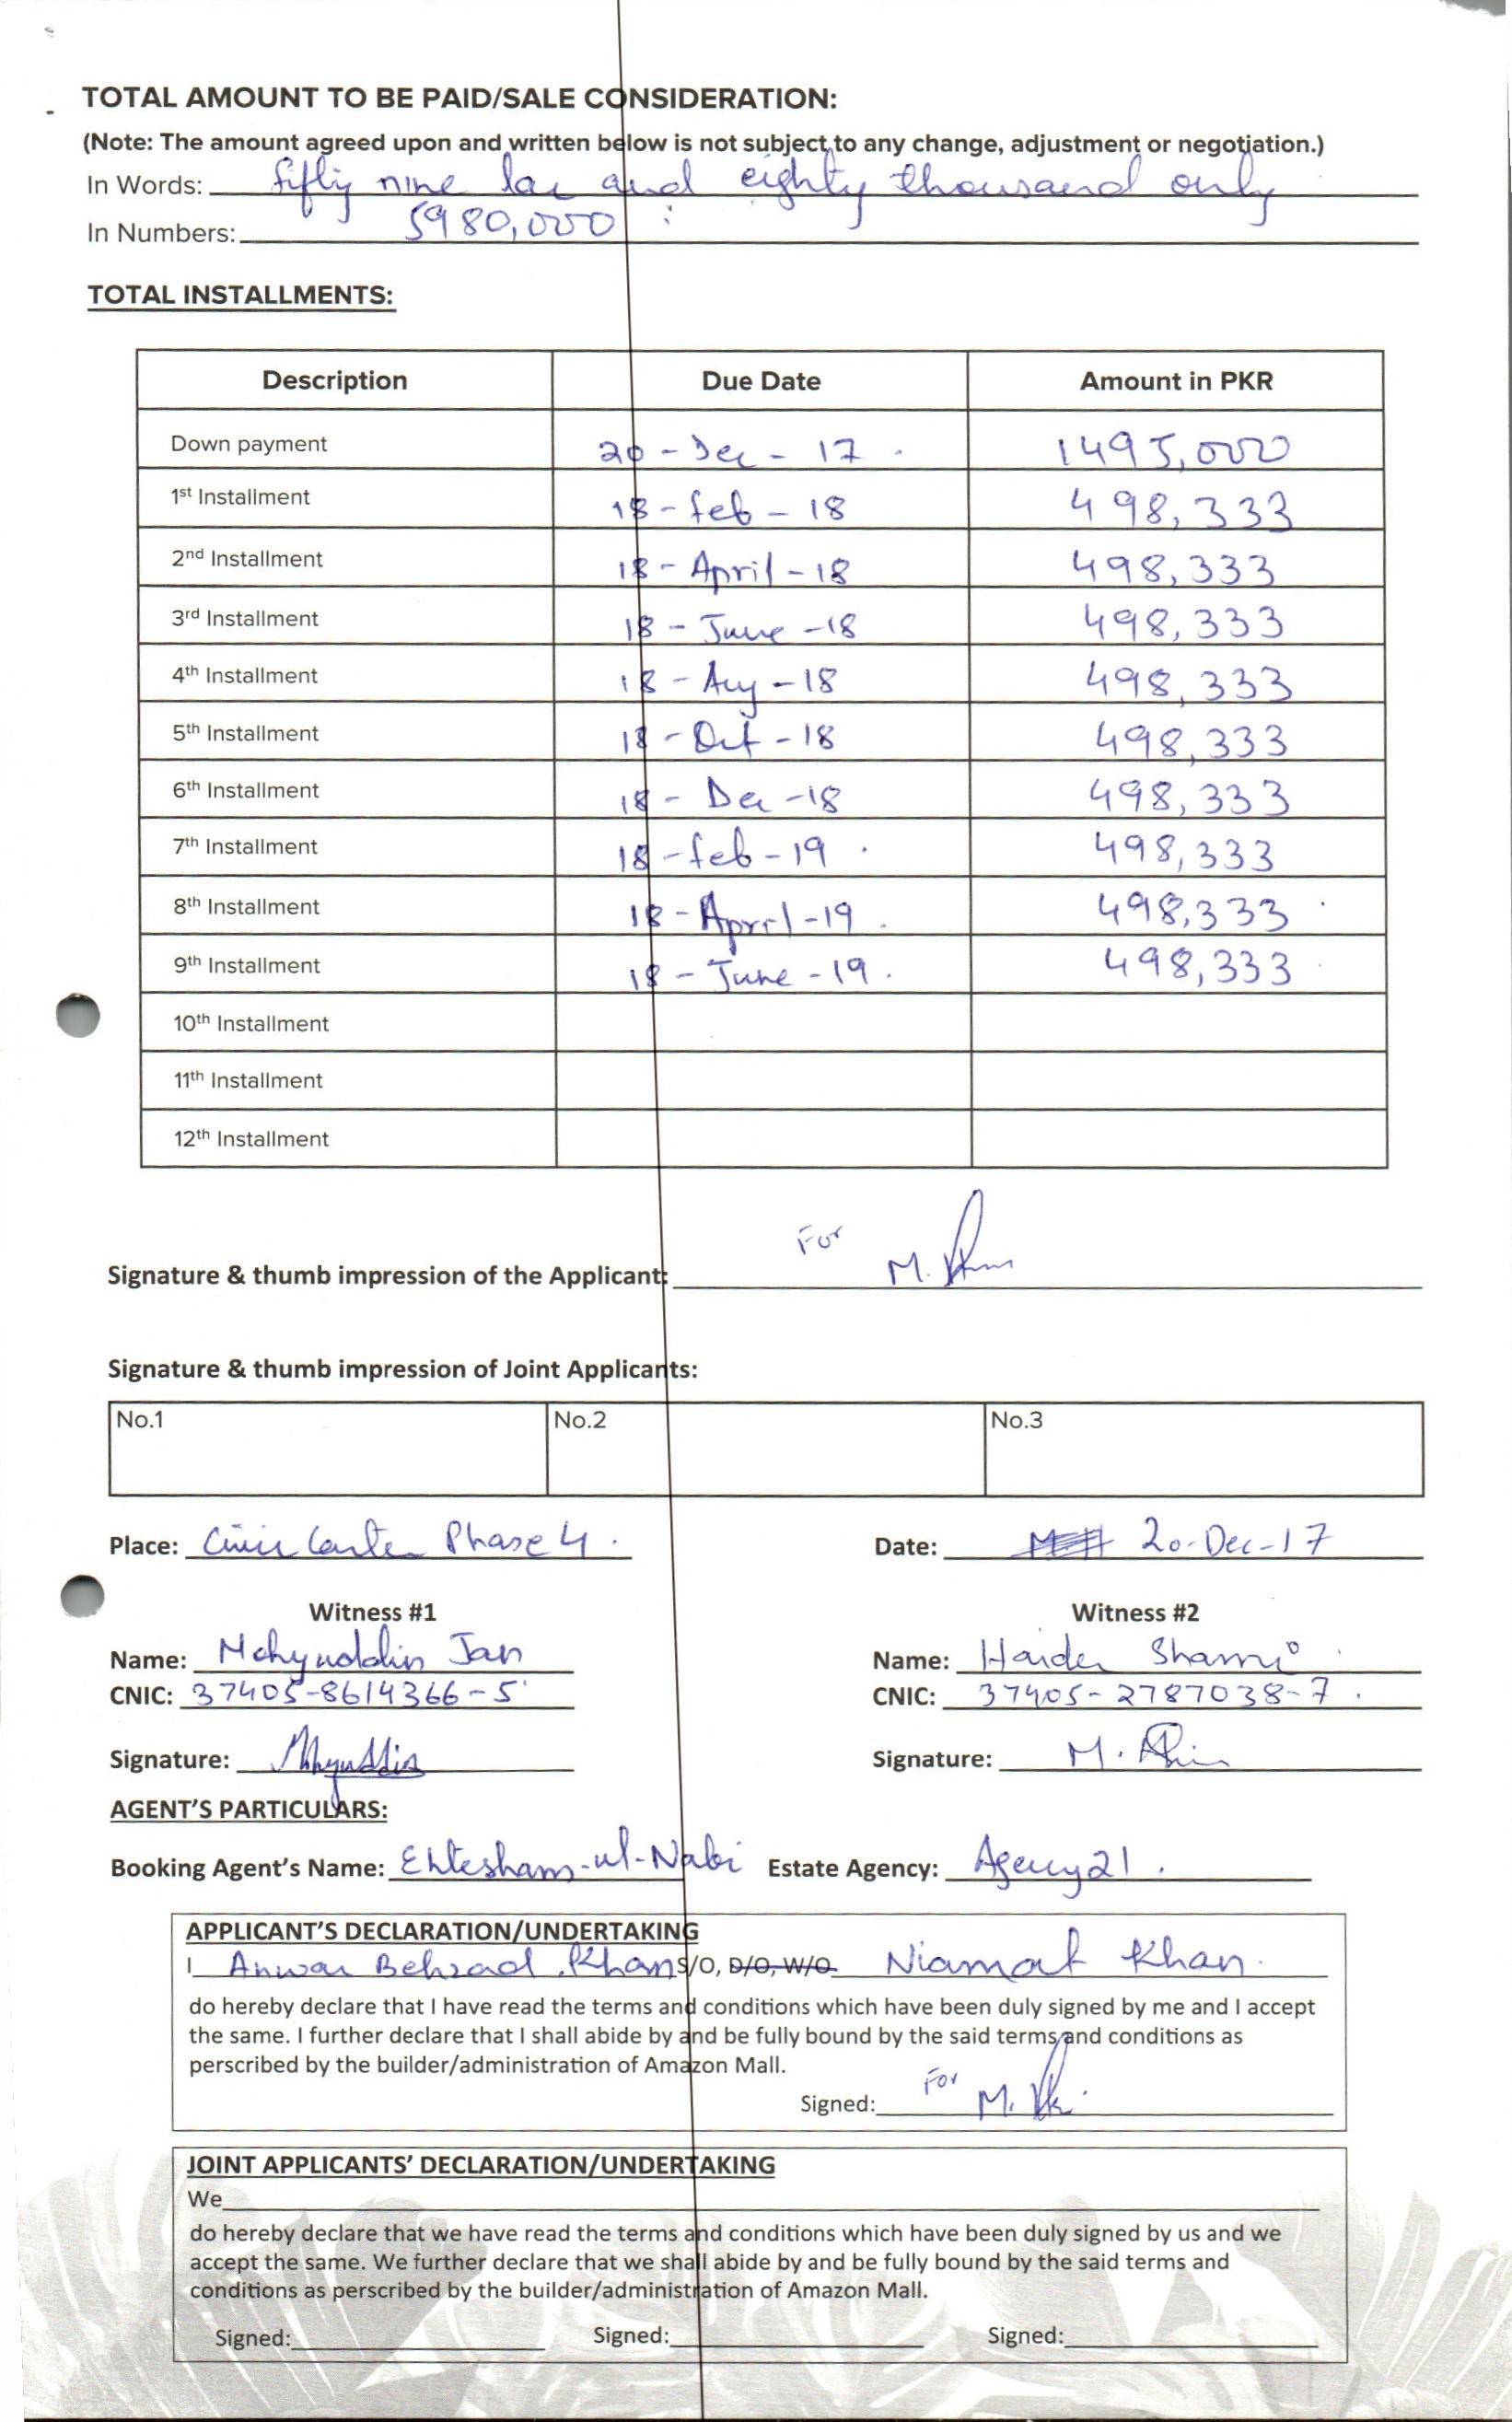 TOTAL AMOUNT TO BE PAID/SALE CONSIDERATION:
(Note: The amount agreed upon and written below is not subject to any change, adjustment or negotiation.)
In Words: fifty nine lac and eighty thousand only
In Numbers: 5980,000
TOTAL INSTALLMENTS:
Description Due Date Amount in PKR
Down payment 20-Dec-17 1495,000
1st Installment 18-feb-18 498,333
2nd Installment 18-April-18 498,333
3rd Installment 18-June-18 498,333
4th Installment 18-Aug-18 498,333
5th Installment 18-Oct-18 498,333
6th Installment 18-Dec-18 498,333
7th Installment 18-feb-19 498,333
8th Installment 18-April-19 498,333
9th Installment 18-June-19 498,333
10th Installment
11th Installment
12th Installment
For
Signature & thumb impression of the Applicant: M.
Signature & thumb impression of Joint Applicants:
No.1 No.2 No.3
Place: Civic Center Phase 4. Date: 20-Dec-17
Witness #1 Witness #2
Name: Mohyuddin Jan Name: Haider Shami
CNIC: 37405-8614366-5 CNIC: 37405-2787038-7
Signature: Signature: M.
AGENT'S PARTICULARS:
Booking Agent's Name: Ehtesham-ul-Nabi Estate Agency: Agency21.
APPLICANT'S DECLARATION/UNDERTAKING
I Anwar Behzad Khan S/O, D/O, W/O Niamat Khan
do hereby declare that I have read the terms and conditions which have been duly signed by me and I accept
the same. I further declare that I shall abide by and be fully bound by the said terms and conditions as
perscribed by the builder/administration of Amazon Mall.
Signed: For M.
JOINT APPLICANTS' DECLARATION/UNDERTAKING
We
do hereby declare that we have read the terms and conditions which have been duly signed by us and we
accept the same. We further declare that we shall abide by and be fully bound by the said terms and
conditions as perscribed by the builder/administration of Amazon Mall.
Signed: Signed: Signed: